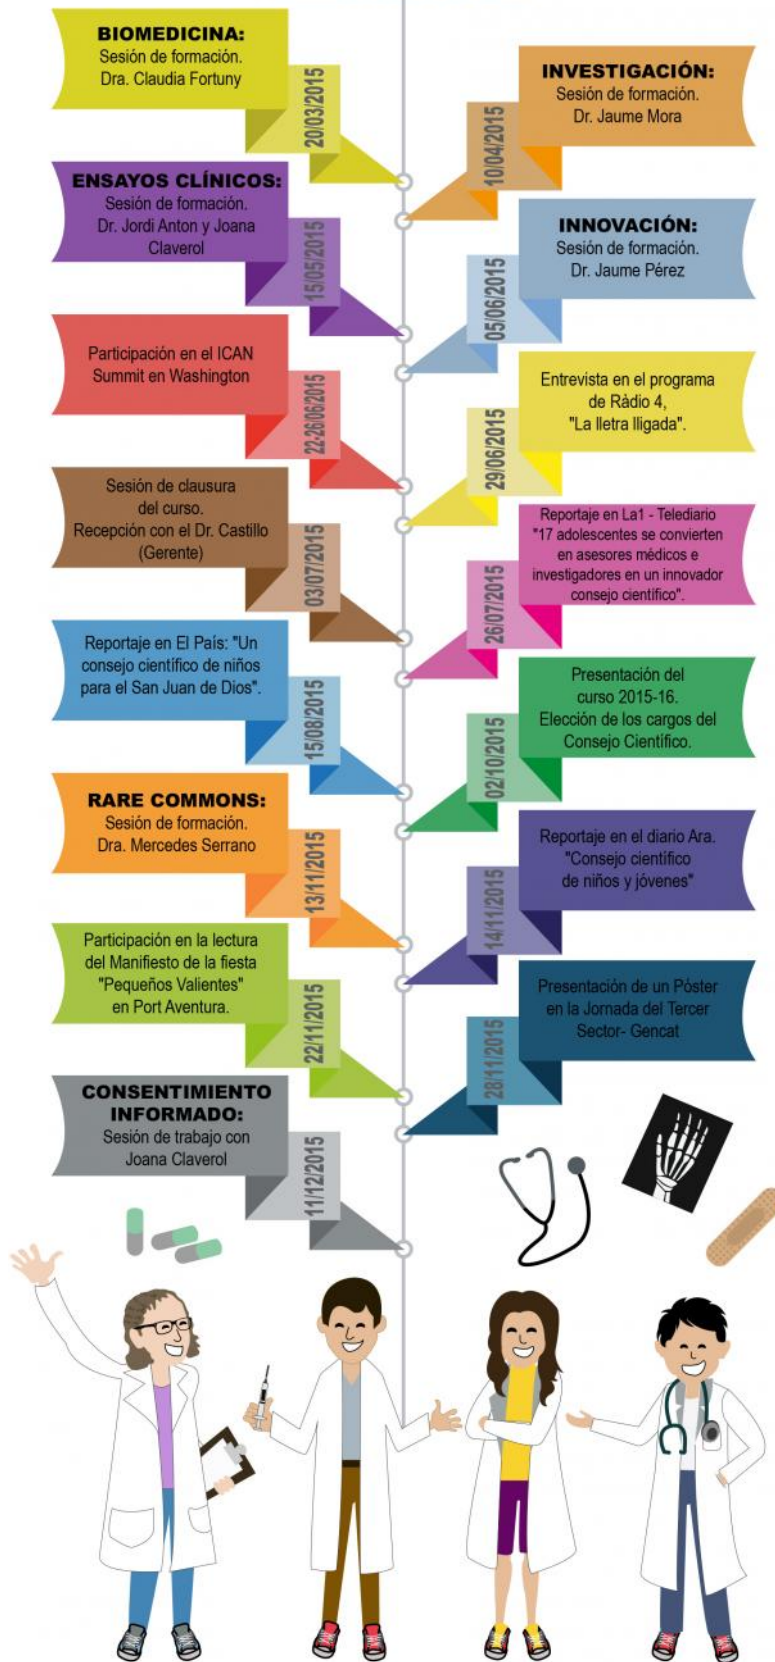 BIOMEDICINA:
Sesión de formación.
Dra. Claudia Fortuny
20/03/2015
INVESTIGACIÓN:
Sesión de formación.
Dr. Jaume Mora
10/04/2015
ENSAYOS CLÍNICOS:
Sesión de formación.
Dr. Jordi Anton y Joana
Claverol
15/05/2015
INNOVACIÓN:
Sesión de formación.
Dr. Jaume Pérez
05/06/2015
Participación en el ICAN
Summit en Washington
22-26/06/2015
Entrevista en el programa
de Ràdio 4,
"La lletra lligada".
29/06/2015
Sesión de clausura
del curso.
Recepción con el Dr. Castillo
(Gerente)
03/07/2015
Reportaje en La1 - Telediario
"17 adolescentes se convierten
en asesores médicos e
investigadores en un innovador
consejo científico".
26/07/2015
Reportaje en El País: "Un
consejo científico de niños
para el San Juan de Dios".
15/08/2015
Presentación del
curso 2015-16.
Elección de los cargos del
Consejo Científico.
02/10/2015
RARE COMMONS:
Sesión de formación.
Dra. Mercedes Serrano
13/11/2015
Reportaje en el diario Ara.
"Consejo científico
de niños y jóvenes"
14/11/2015
Participación en la lectura
del Manifiesto de la fiesta
"Pequeños Valientes"
en Port Aventura.
22/11/2015
Presentación de un Póster
en la Jornada del Tercer
Sector- Gencat
28/11/2015
CONSENTIMIENTO
INFORMADO:
Sesión de trabajo con
Joana Claverol
11/12/2015